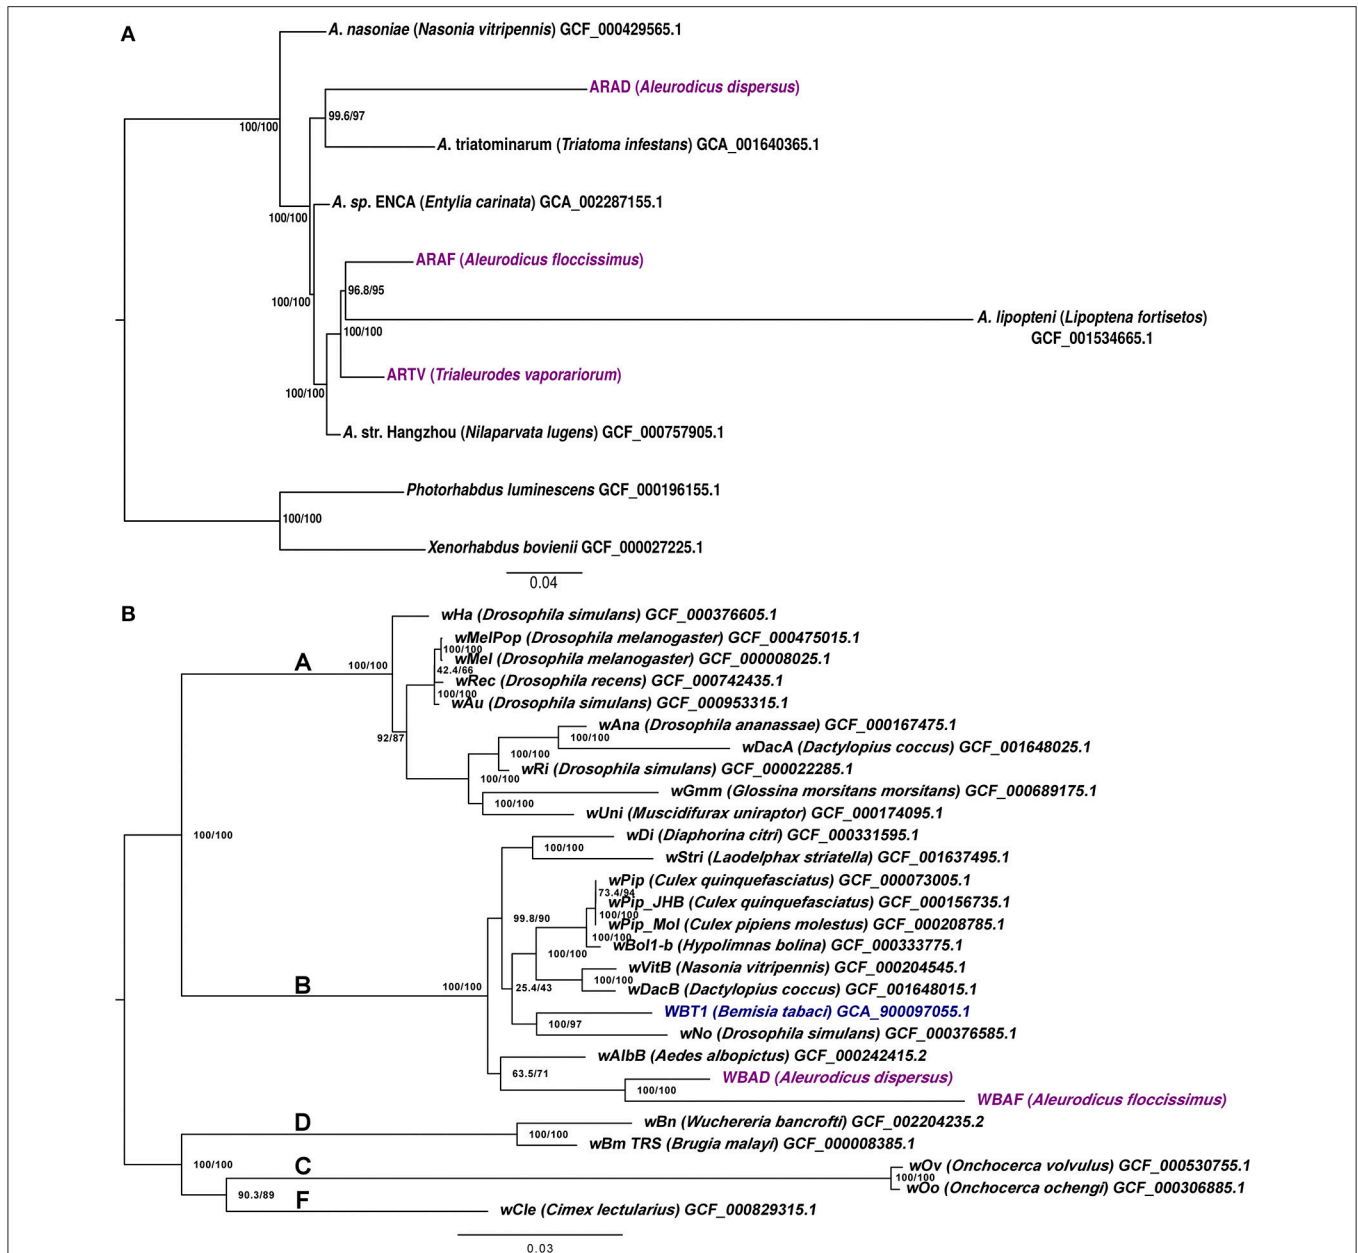 A
A. nasoniae (Nasonia vitripennis) GCF_000429565.1
ARAD (Aleurodicus dispersus)
99.6/97
100/100
A. triatominarum (Triatoma infestans) GCA_001640365.1
A. sp. ENCA (Entylia carinata) GCA_002287155.1
100/100
ARAF (Aleurodicus floccissimus)
96.8/95
100/100
A. lipopteni (Lipoptena fortisetos)
GCF_001534665.1
100/100
ARTV (Trialeurodes vaporariorum)
100/100
A. str. Hangzhou (Nilaparvata lugens) GCF_000757905.1
Photorhabdus luminescens GCF_000196155.1
100/100
Xenorhabdus bovienii GCF_000027225.1
0.04
B
wHa (Drosophila simulans) GCF_000376605.1
wMelPop (Drosophila melanogaster) GCF_000475015.1
100/100
A
wMel (Drosophila melanogaster) GCF_000008025.1
100/100
42.4/66
wRec (Drosophila recens) GCF_000742435.1
100/100
wAu (Drosophila simulans) GCF_000953315.1
wAna (Drosophila ananassae) GCF_000167475.1
92/87
100/100
wDacA (Dactylopius coccus) GCF_001648025.1
100/100
wRi (Drosophila simulans) GCF_000022285.1
100/100
wGmm (Glossina morsitans morsitans) GCF_000689175.1
100/100
wUni (Muscidifurax uniraptor) GCF_000174095.1
100/100
wDi (Diaphorina citri) GCF_000331595.1
100/100
wStri (Laodelphax striatella) GCF_001637495.1
wPip (Culex quinquefasciatus) GCF_000073005.1
73.4/94
wPip_JHB (Culex quinquefasciatus) GCF_000156735.1
100/100
99.8/90
wPip_Mol (Culex pipiens molestus) GCF_000208785.1
100/100
wBol1-b (Hypolimnas bolina) GCF_000333775.1
100/100
wVitB (Nasonia vitripennis) GCF_000204545.1
100/100
B
100/100
25.4/43
wDacB (Dactylopius coccus) GCF_001648015.1
WBT1 (Bemisia tabaci) GCA_900097055.1
100/97
wNo (Drosophila simulans) GCF_000376585.1
wAlbB (Aedes albopictus) GCF_000242415.2
63.5/71
WBAD (Aleurodicus dispersus)
100/100
WBAF (Aleurodicus floccissimus)
D
wBn (Wuchereria bancrofti) GCF_002204235.2
100/100
wBm TRS (Brugia malayi) GCF_000008385.1
100/100
C
wOv (Onchocerca volvulus) GCF_000530755.1
100/100
wOo (Onchocerca ochengi) GCF_000306885.1
90.3/89
F
wCle (Cimex lectularius) GCF_000829315.1
0.03